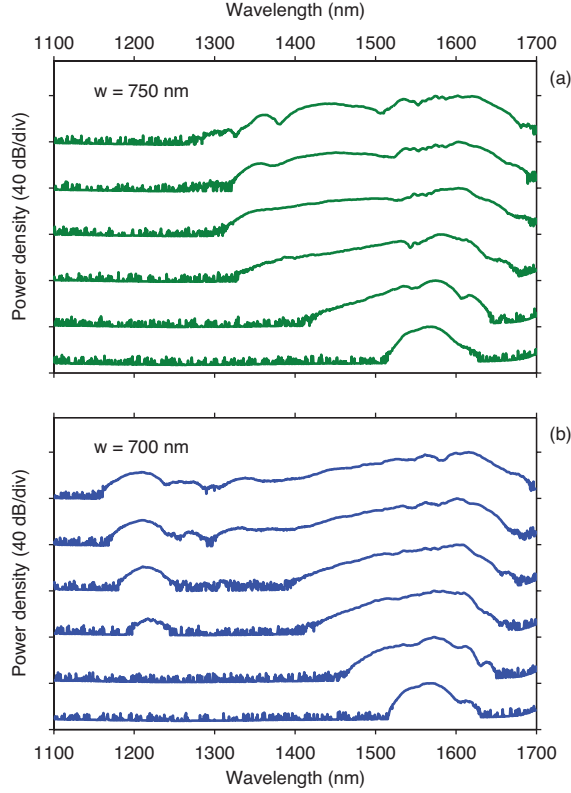 Wavelength (nm)
1100 1200 1300 1400 1500 1600 1700
(a)
w = 750 nm
Power density (40 dB/div)
(b)
w = 700 nm
Power density (40 dB/div)
1100 1200 1300 1400 1500 1600 1700
Wavelength (nm)